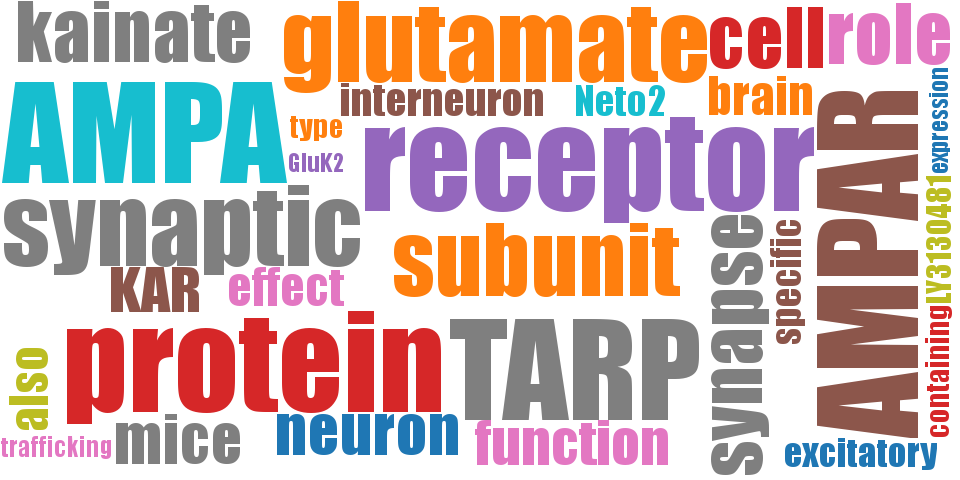 kainate
glutamate
cell
role
AMPA
interneuron
Neto2
brain
expression
type
GluK2
receptor
AMPAR
synaptic
LY3130481
subunit
synapse
specific
KAR
effect
containing
protein
TARP
also
neuron
function
mice
trafficking
excitatory